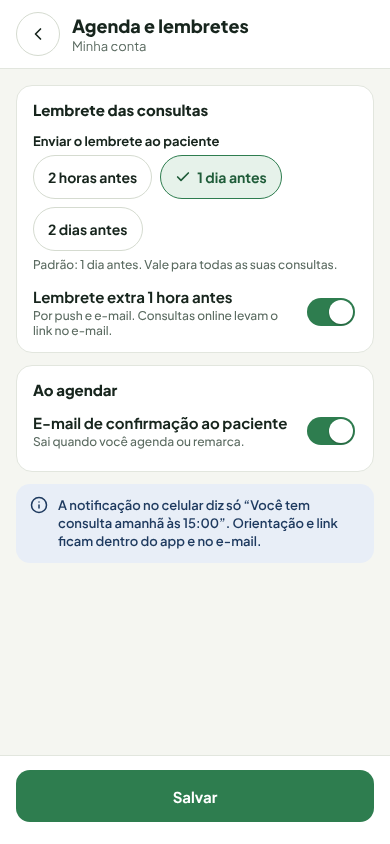 Agenda e lembretes
Minha conta
Lembrete das consultas
Enviar o lembrete ao paciente
2 horas antes
1 dia antes
2 dias antes
Padrão: 1 dia antes. Vale para todas as suas consultas.
Lembrete extra 1 hora antes
Por push e e-mail. Consultas online levam o
link no e-mail.
Ao agendar
E-mail de confirmação ao paciente
Sai quando você agenda ou remarca.
A notificação no celular diz só “Você tem
consulta amanhã às 15:00”. Orientação e link
ficam dentro do app e no e-mail.
Salvar